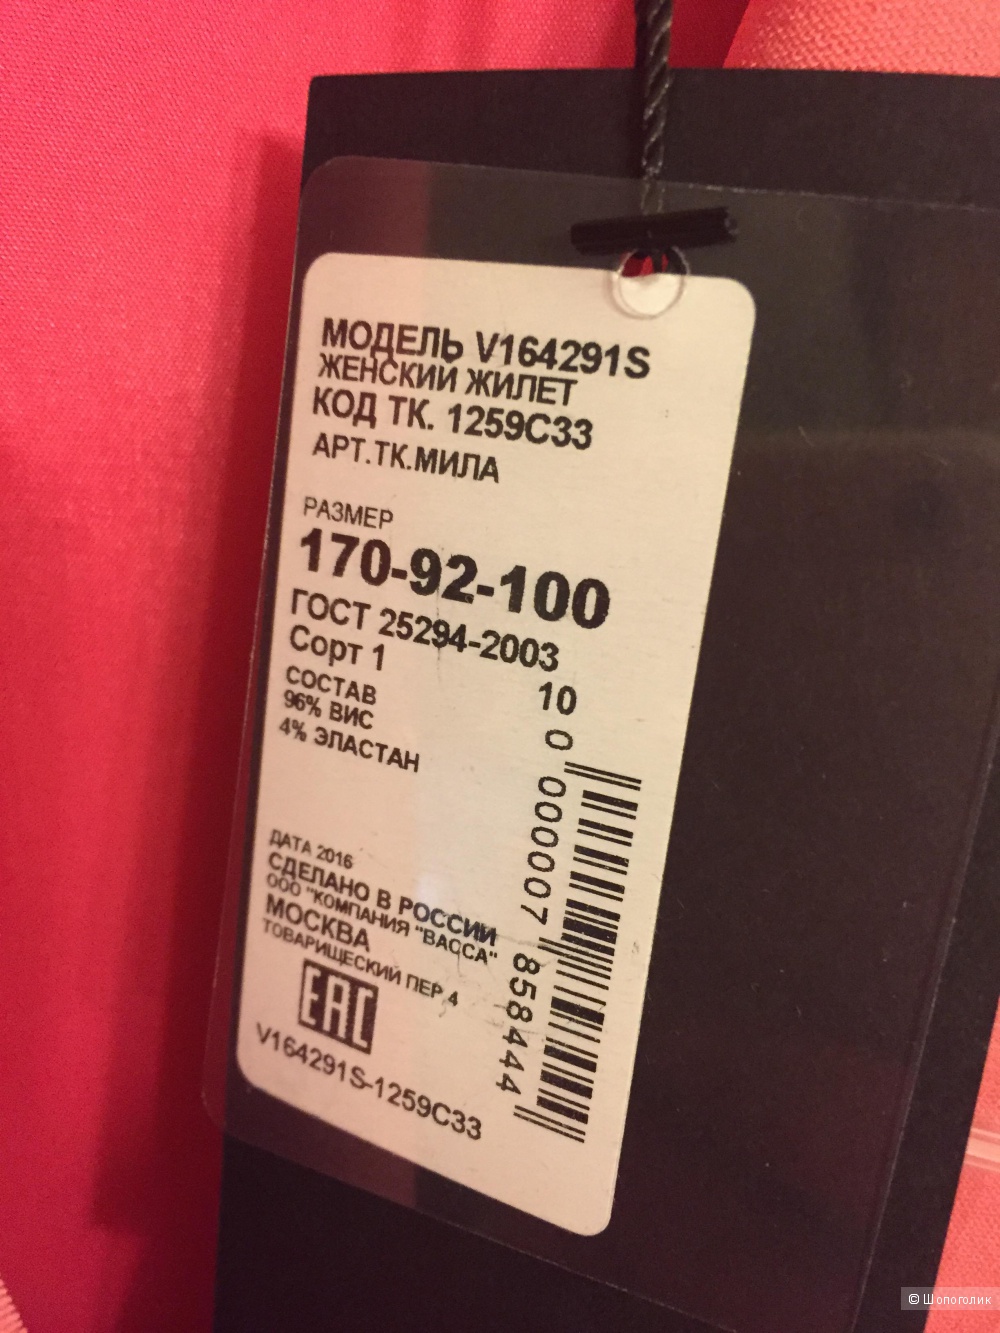 МОДЕЛЬ V164291S
ЖЕНСКИЙ ЖИЛЕТ
КОД ТК. 1259C33
АРТ.ТК.МИЛА
РАЗМЕР
170-92-100
ГОСТ 25294-2003
Сорт 1
10
СОСТАВ
96% ВИС
4% ЭЛАСТАН
0 000007 858444
ДАТА 2016
СДЕЛАНО В РОССИИ
ООО "КОМПАНИЯ "ВАССА"
МОСКВА
ТОВАРИЩЕСКИЙ ПЕР 4
EAC
V164291S-1259C33
© Шопоголик